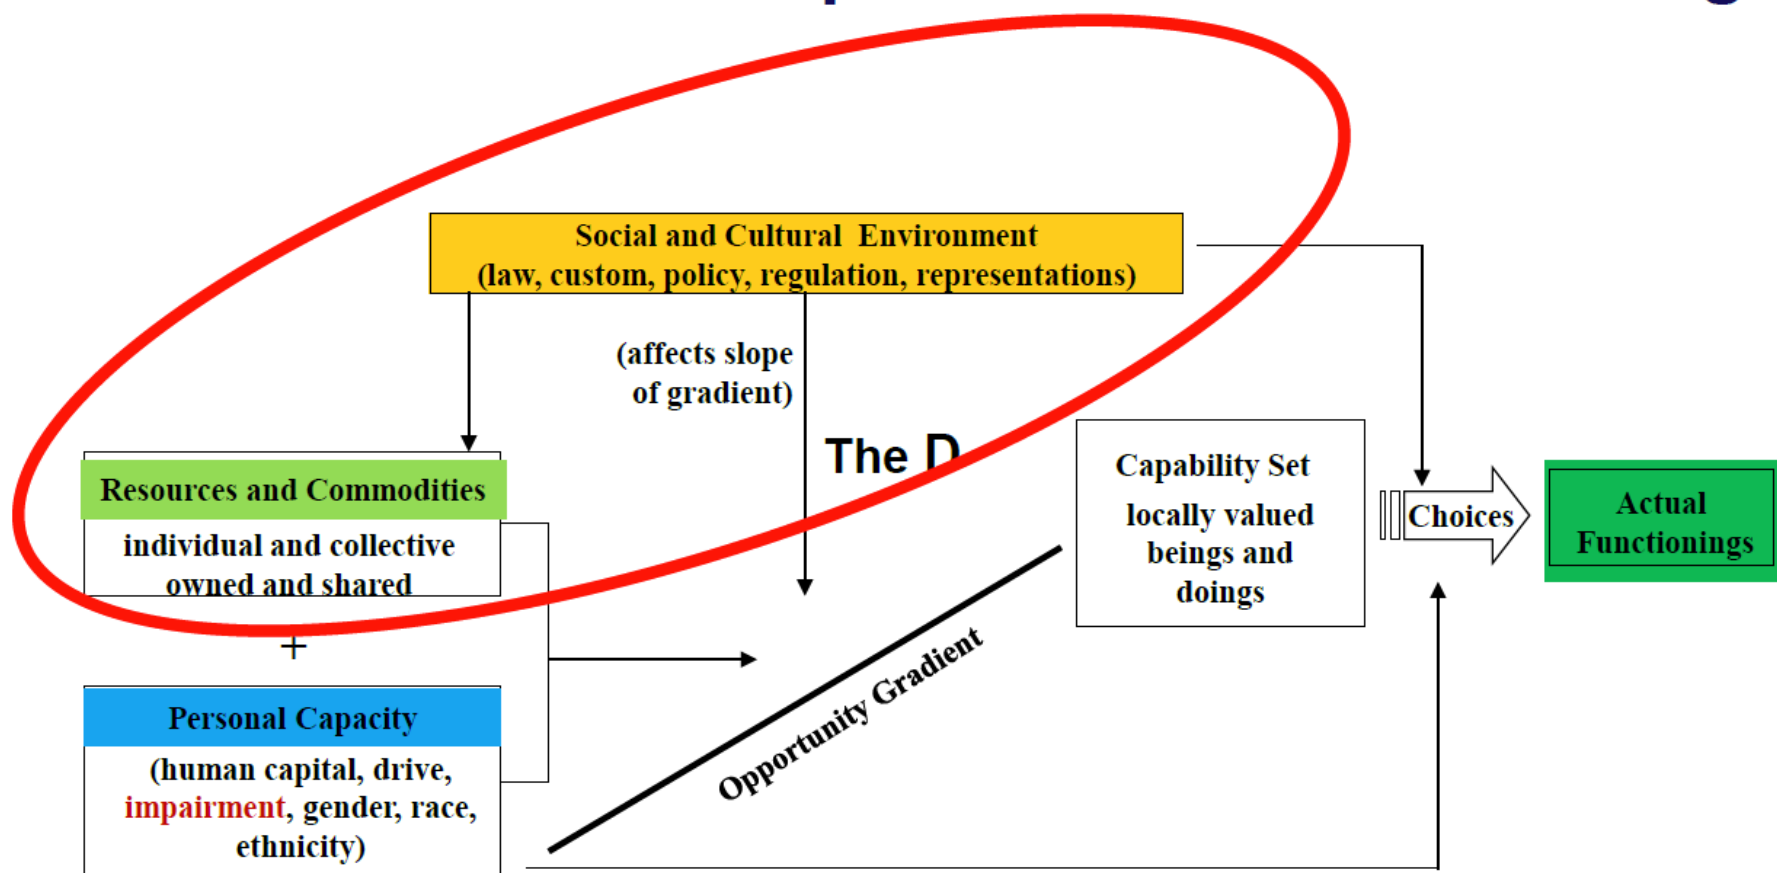 Social and Cultural Environment
(law, custom, policy, regulation, representations)
(affects slope
of gradient)
The D
Resources and Commodities
individual and collective
owned and shared
+
Personal Capacity
(human capital, drive,
impairment, gender, race,
ethnicity)
Opportunity Gradient
Capability Set
locally valued
beings and
doings
Choices
Actual
Functionings